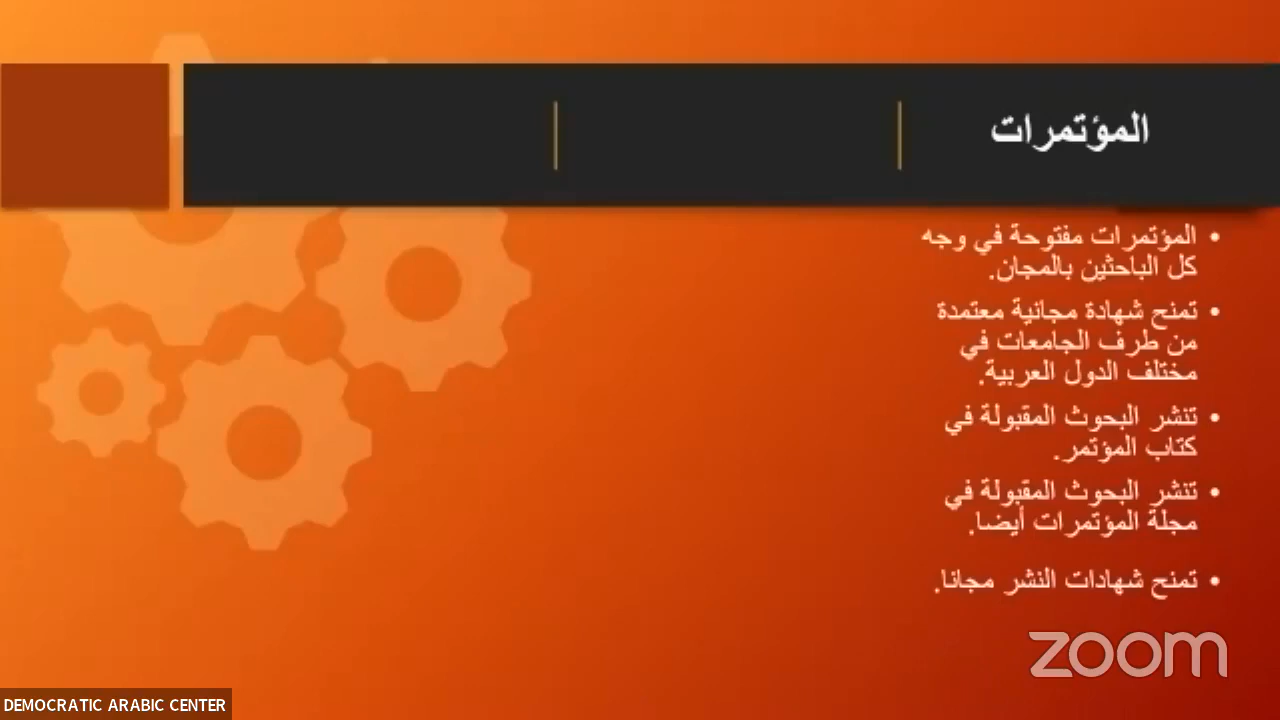 المؤتمرات
• المؤتمرات مفتوحة في وجه
كل الباحثين بالمجان.
• تمنح شهادة مجانية معتمدة
من طرف الجامعات في
مختلف الدول العربية.
• تنشر البحوث المقبولة في
كتاب المؤتمر.
• تنشر البحوث المقبولة في
مجلة المؤتمرات أيضا.
• تمنح شهادات النشر مجانا.
zoom
DEMOCRATIC ARABIC CENTER